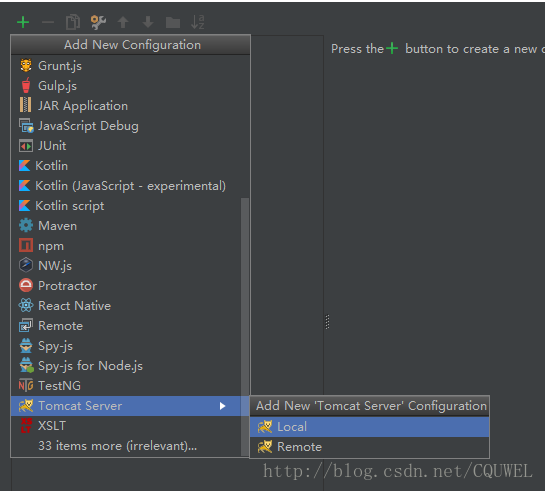 Add New Configuration
Press the + button to create a new c
Grunt.js
Gulp.js
JAR Application
JavaScript Debug
JUnit
Kotlin
Kotlin (JavaScript - experimental)
Kotlin script
Maven
npm
NW.js
Protractor
React Native
Remote
Spy-js
Spy-js for Node.js
TestNG
Tomcat Server
XSLT
33 items more (irrelevant)...
Add New 'Tomcat Server' Configuration
Local
Remote
http://blog.csdn.net/CQUWEL